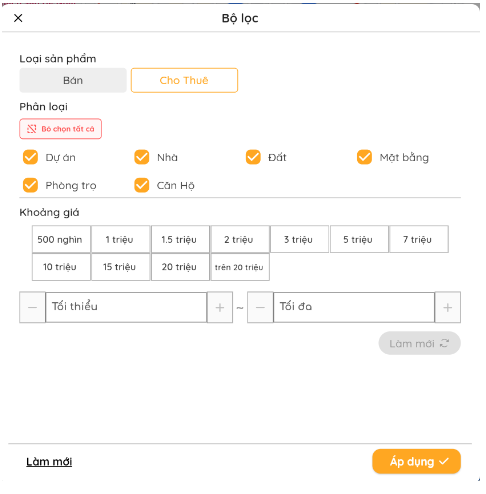 Bộ lọc
Loại sản phẩm
Bán Cho Thuê
Phân loại
Bỏ chọn tất cả
Dự án Nhà Đất Mặt bằng
Phòng trọ Căn Hộ
Khoảng giá
500 nghìn 1 triệu 1.5 triệu 2 triệu 3 triệu 5 triệu 7 triệu
10 triệu 15 triệu 20 triệu trên 20 triệu
Tối thiểu ~ Tối đa
Làm mới
Làm mới Áp dụng